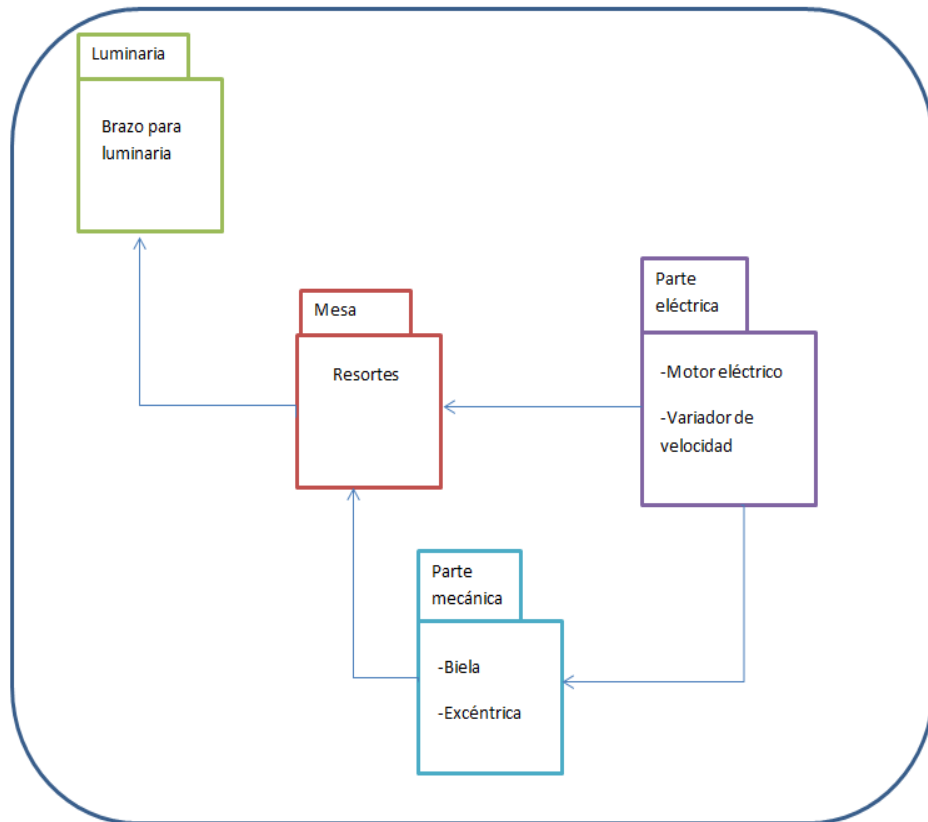 Luminaria
Brazo para
luminaria
Mesa
Resortes
Parte
eléctrica
-Motor eléctrico
-Variador de
velocidad
Parte
mecánica
-Biela
-Excéntrica